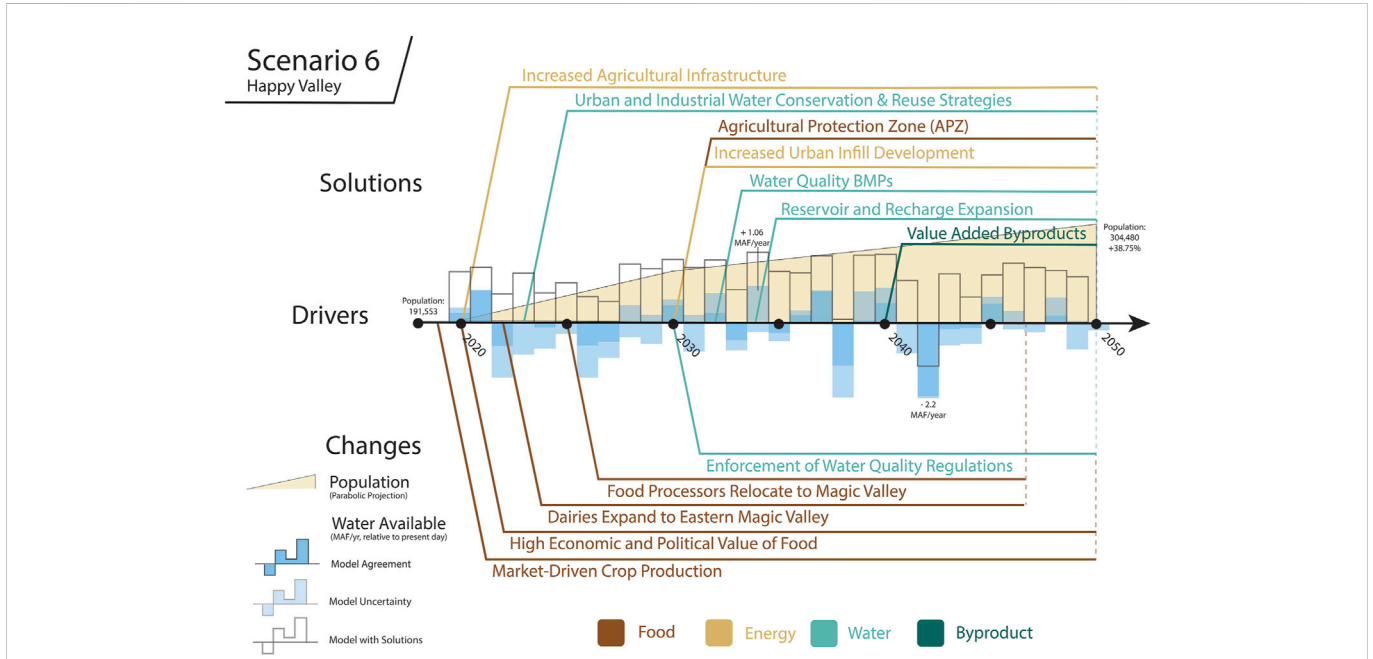 Scenario 6
Happy Valley
Increased Agricultural Infrastructure
Urban and Industrial Water Conservation & Reuse Strategies
Agricultural Protection Zone (APZ)
Increased Urban Infill Development
Solutions
Water Quality BMPs
Reservoir and Recharge Expansion
+ 1.06
MAF/year
Value Added Byproducts
Population:
304,480
+38.75%
Population:
191,553
Drivers
2020
2030
2040
2050
- 2.2
MAF/year
Changes
Enforcement of Water Quality Regulations
Food Processors Relocate to Magic Valley
Dairies Expand to Eastern Magic Valley
High Economic and Political Value of Food
Market-Driven Crop Production
Population
(Parabolic Projection)
Water Available
(MAF/yr, relative to present day)
Model Agreement
Model Uncertainty
Model with Solutions
Food
Energy
Water
Byproduct